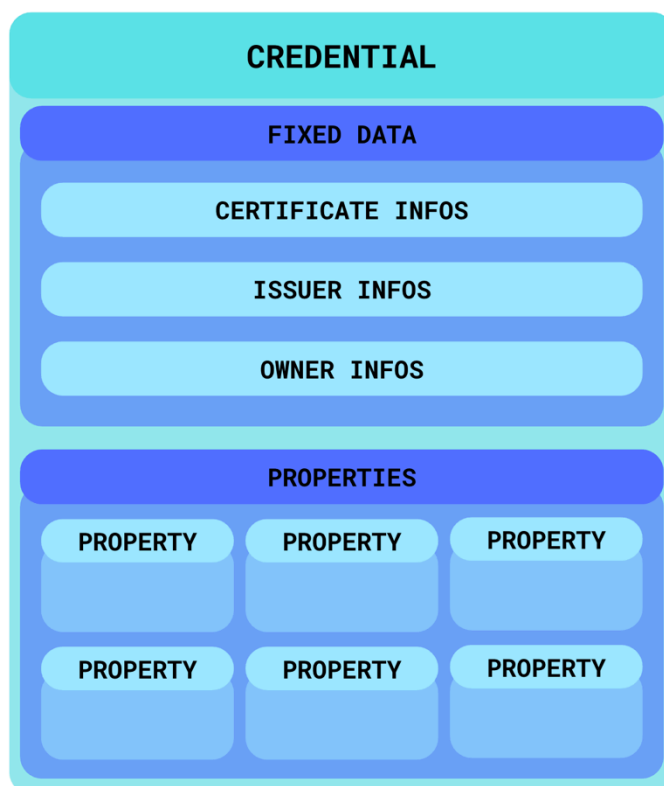 CREDENTIAL
FIXED DATA
CERTIFICATE INFOS
ISSUER INFOS
OWNER INFOS
PROPERTIES
PROPERTY PROPERTY PROPERTY
PROPERTY PROPERTY PROPERTY